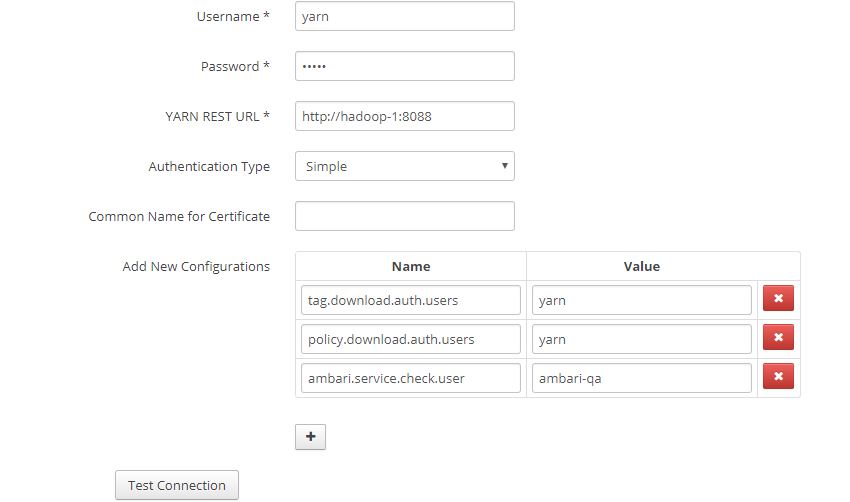 Username * yarn
Password * •••••
YARN REST URL * http://hadoop-1:8088
Authentication Type Simple
Common Name for Certificate
Add New Configurations Name Value
tag.download.auth.users yarn
policy.download.auth.users yarn
ambari.service.check.user ambari-qa
Test Connection